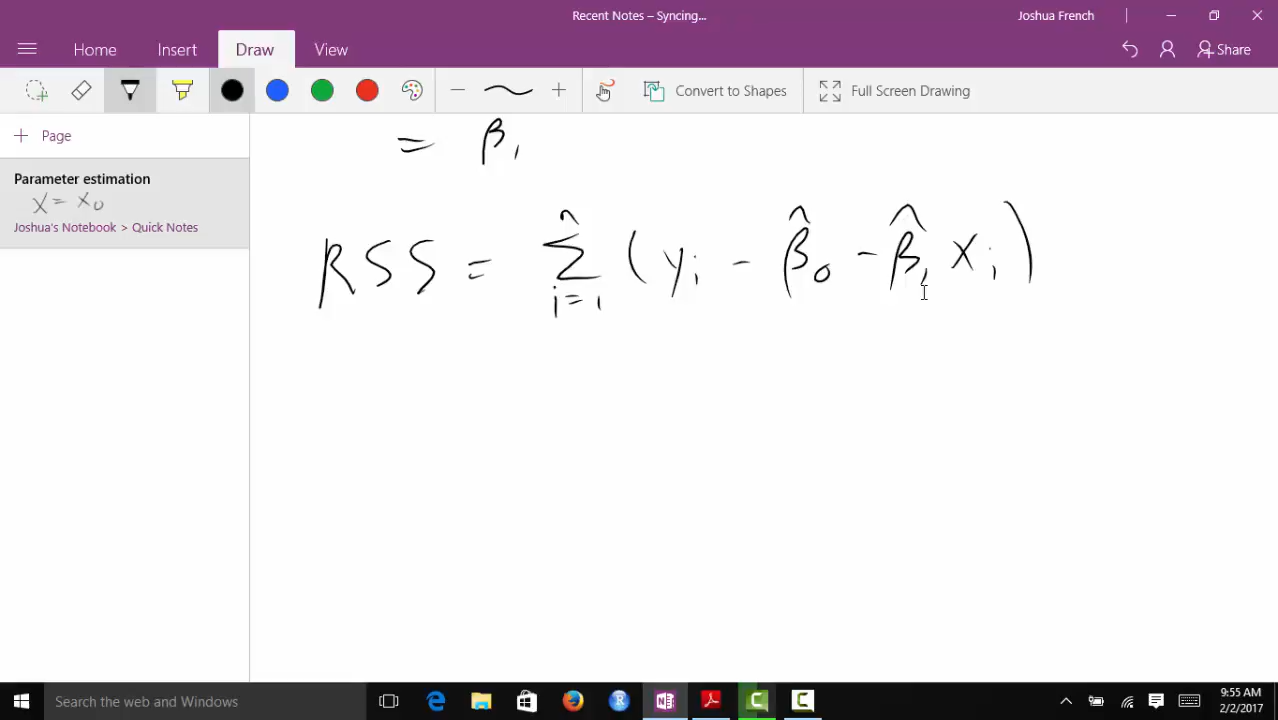 Recent Notes – Syncing...
Joshua French
Home Insert Draw View
Share
Convert to Shapes
Full Screen Drawing
+ Page
Parameter estimation
x = x₀
Joshua's Notebook > Quick Notes
= β₁
RSS = Σᵢ₌₁ⁿ (yᵢ - β̂₀ - β̂₁ xᵢ)
Search the web and Windows
9:55 AM
2/2/2017